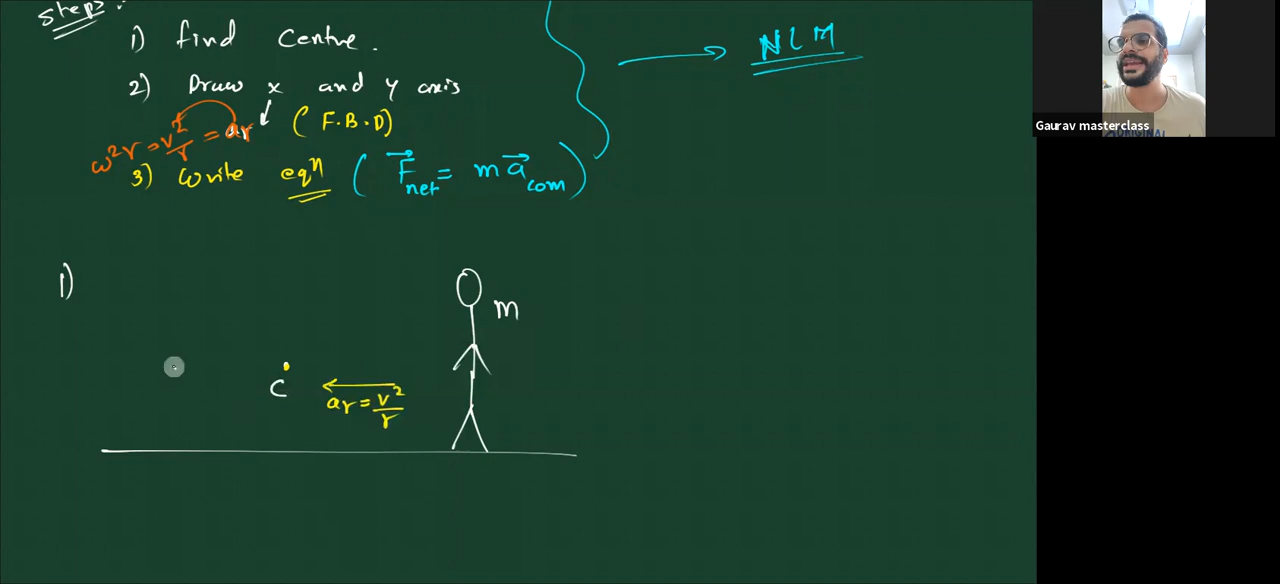 Steps:
1) find Centre.
2) Draw x and y axis
(F.B.D)
ω²r = v²/r = ar
3) Write eqⁿ (F⃗net = m a⃗com)
NLM
Gaurav masterclass
1)
m
C
ar = v²/r